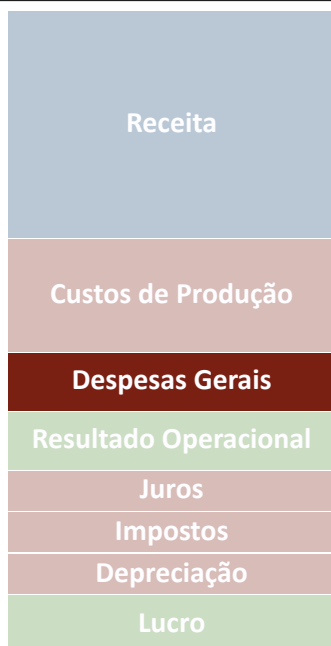 Receita
Custos de Produção
Despesas Gerais
Resultado Operacional
Juros
Impostos
Depreciação
Lucro